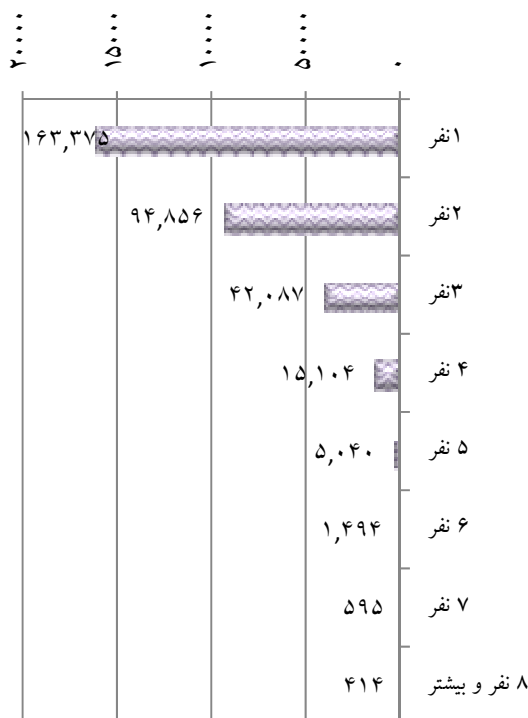 ۲۰۰۰۰۰
۱۵۰۰۰۰
۱۰۰۰۰۰
۵۰۰۰۰
۰
۱نفر ۱۶۳,۳۷۵
۲نفر ۹۴,۸۵۶
۳نفر ۴۲,۰۸۷
۴ نفر ۱۵,۱۰۴
۵ نفر ۵,۰۴۰
۶ نفر ۱,۴۹۴
۷ نفر ۵۹۵
۸ نفر و بیشتر ۴۱۴